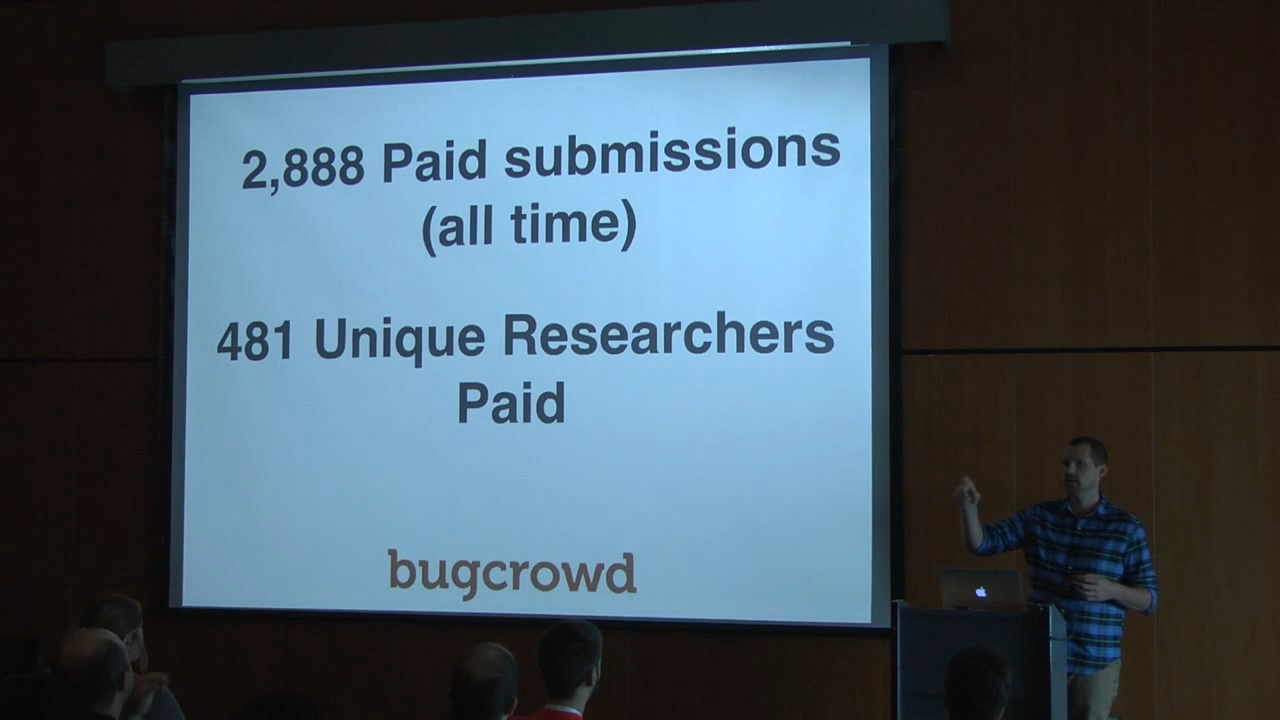 2,888 Paid submissions
(all time)
481 Unique Researchers
Paid
bugcrowd